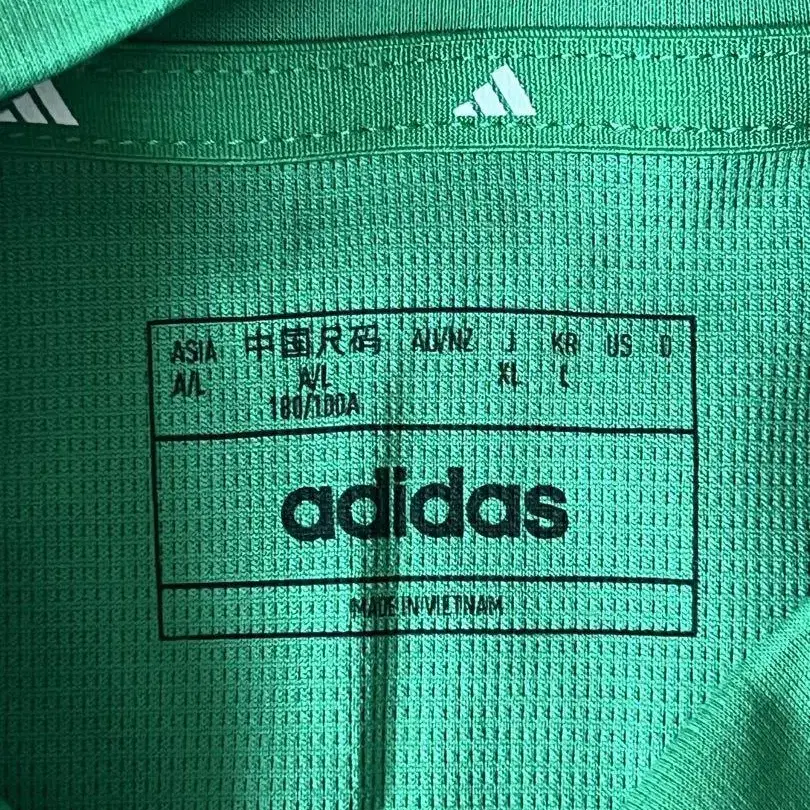 ASIA 中国尺码 AU/NZ J KR US D
A/L A/L XL L
180/100A
adidas
MADE IN VIETNAM